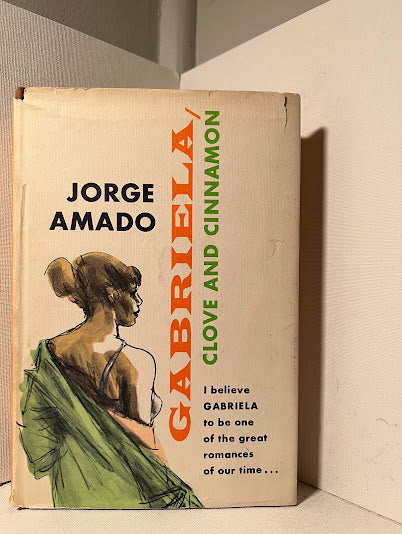 JORGE
AMADO
GABRIELA,
CLOVE AND CINNAMON
I believe
GABRIELA
to be one
of the great
romances
of our time...